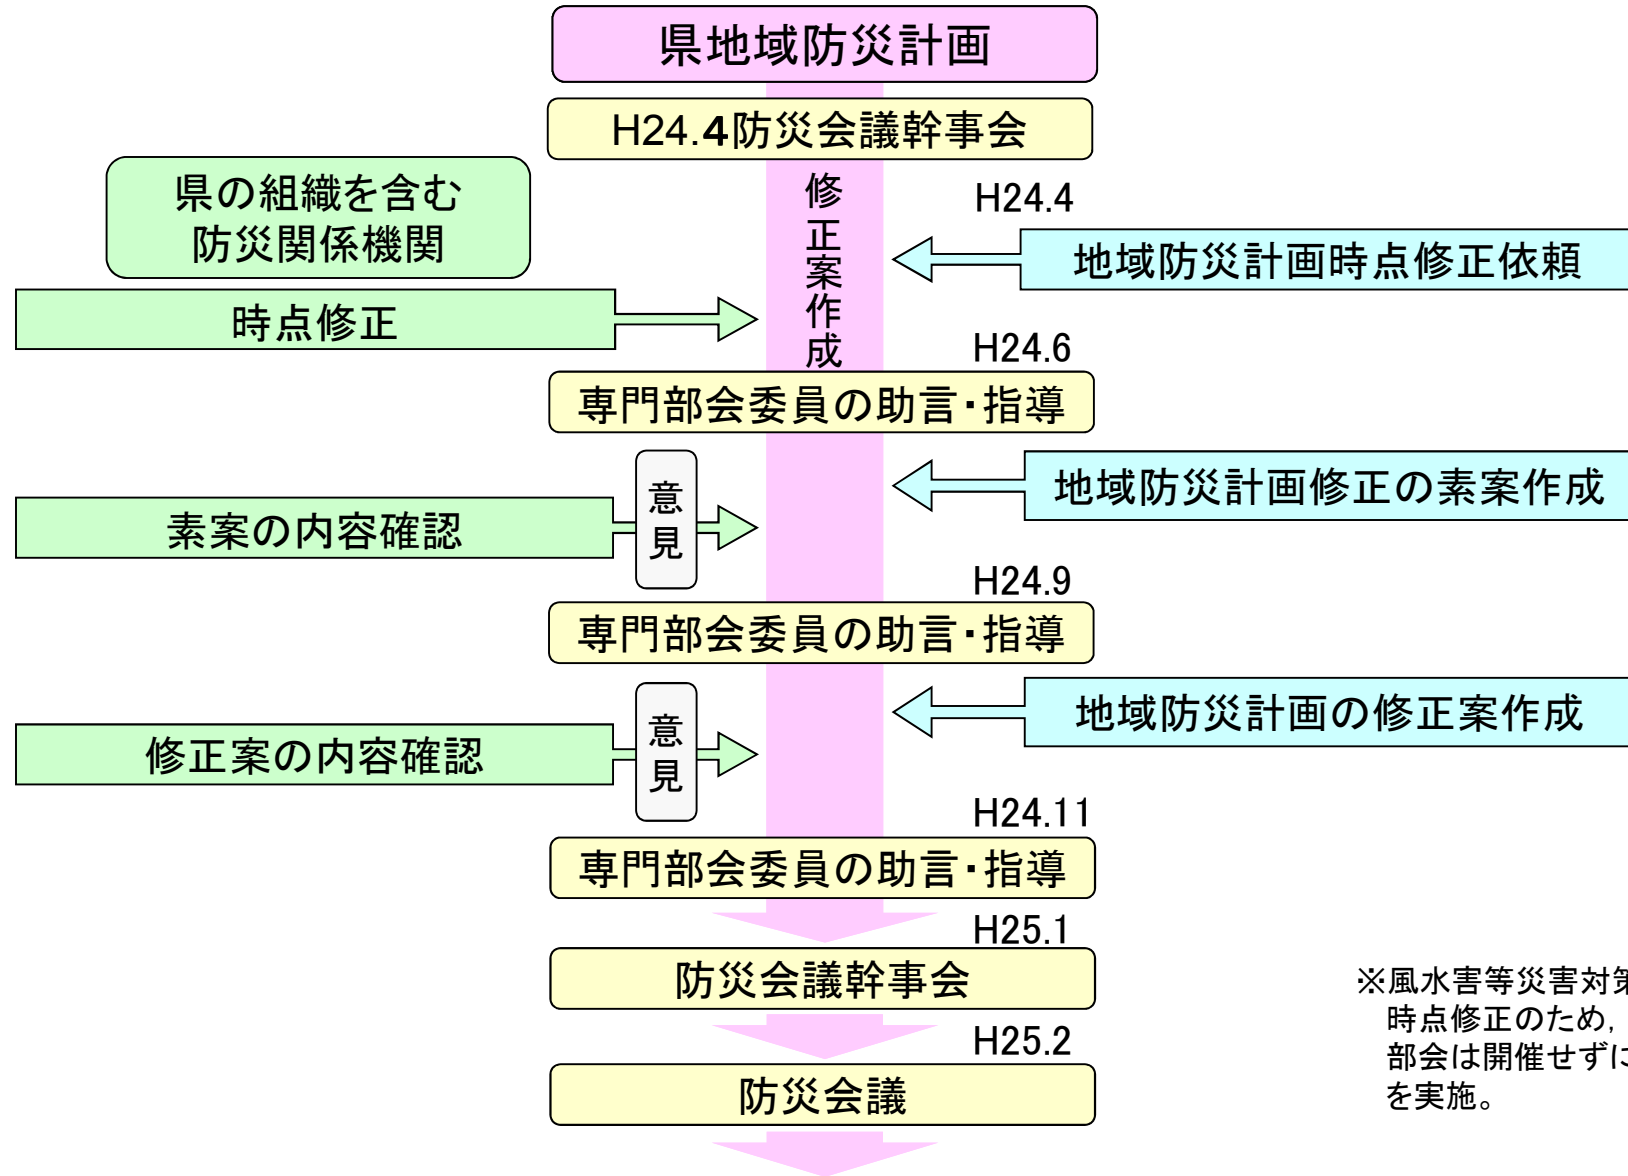 県地域防災計画
H24.4防災会議幹事会
県の組織を含む
防災関係機関
修正案作成
H24.4
地域防災計画時点修正依頼
時点修正
H24.6
専門部会委員の助言・指導
地域防災計画修正の素案作成
意見
素案の内容確認
H24.9
専門部会委員の助言・指導
地域防災計画の修正案作成
意見
修正案の内容確認
H24.11
専門部会委員の助言・指導
H25.1
防災会議幹事会
※風水害等災害対策
時点修正のため,
部会は開催せずに
を実施。
H25.2
防災会議